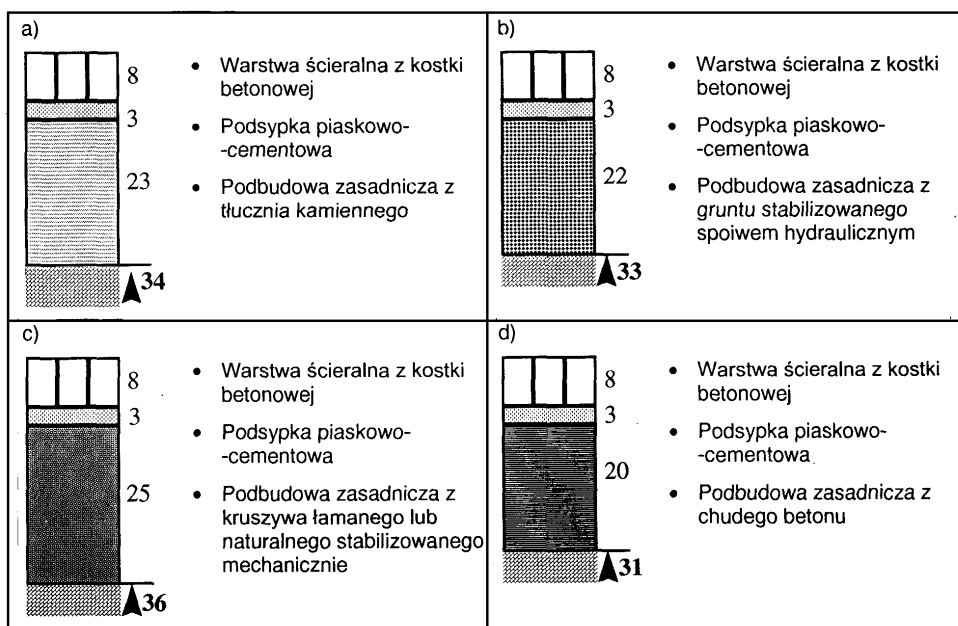 a)
8
3
23
34
• Warstwa ścieralna z kostki
betonowej
• Podsypka piaskowo-
-cementowa
• Podbudowa zasadnicza z
tłucznia kamiennego
b)
8
3
22
33
• Warstwa ścieralna z kostki
betonowej
• Podsypka piaskowo-
-cementowa
• Podbudowa zasadnicza z
gruntu stabilizowanego
spoiwem hydraulicznym
c)
8
3
25
36
• Warstwa ścieralna z kostki
betonowej
• Podsypka piaskowo-
-cementowa
• Podbudowa zasadnicza z
kruszywa łamanego lub
naturalnego stabilizowanego
mechanicznie
d)
8
3
20
31
• Warstwa ścieralna z kostki
betonowej
• Podsypka piaskowo-
-cementowa
• Podbudowa zasadnicza z
chudego betonu